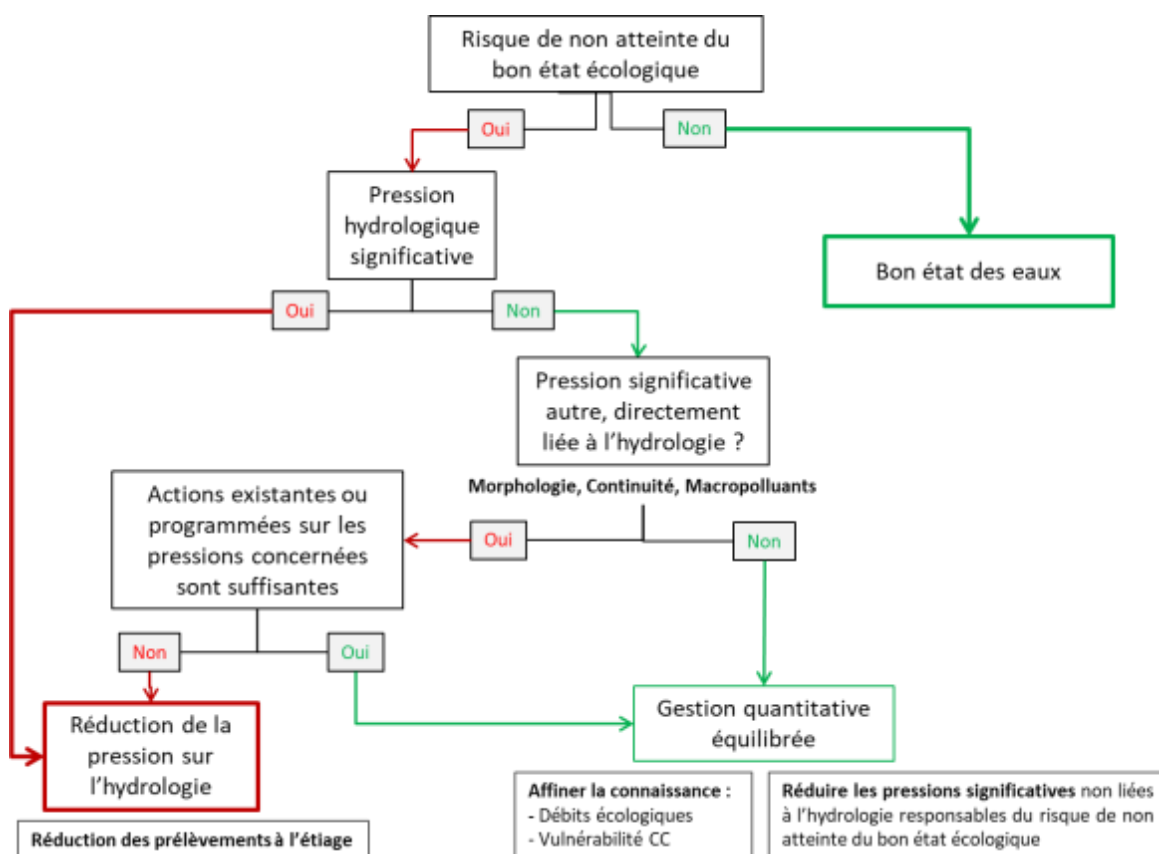 Risque de non atteinte du
bon état écologique
Oui
Non
Pression
hydrologique
significative
Bon état des eaux
Oui
Non
Pression significative
autre, directement
liée à l'hydrologie ?
Morphologie, Continuité, Macropolluants
Actions existantes ou
programmées sur les
pressions concernées
sont suffisantes
Oui
Non
Non
Oui
Réduction de la
pression sur
l'hydrologie
Gestion quantitative
équilibrée
Réduction des prélèvements à l'étiage
Affiner la connaissance :
- Débits écologiques
- Vulnérabilité CC
Réduire les pressions significatives non liées
à l'hydrologie responsables du risque de non
atteinte du bon état écologique